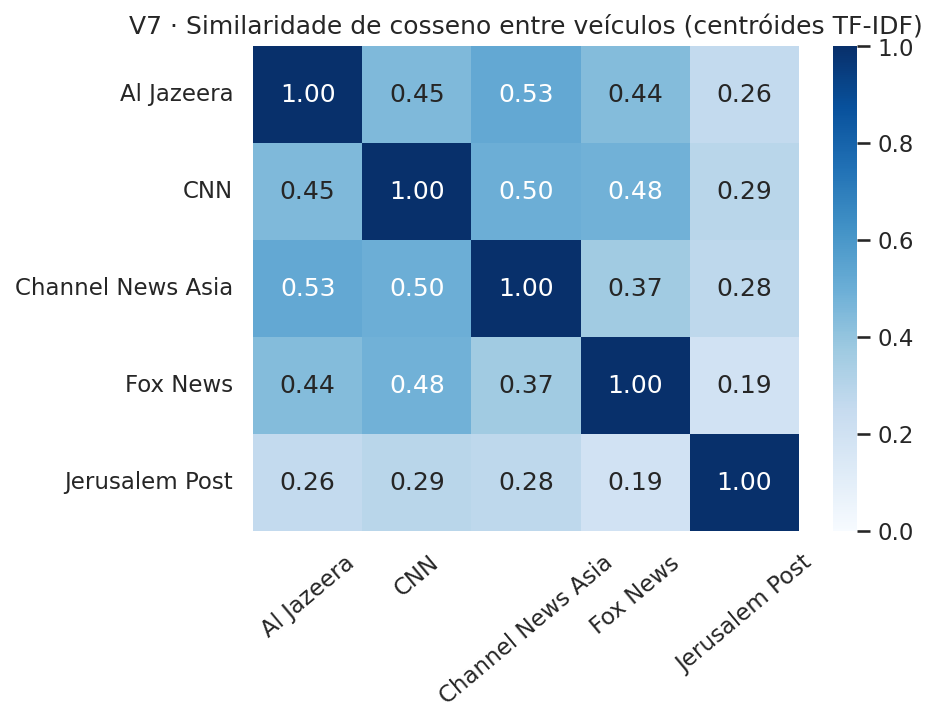 V7 · Similaridade de cosseno entre veículos (centróides TF-IDF)
Al Jazeera 1.00 0.45 0.53 0.44 0.26
CNN 0.45 1.00 0.50 0.48 0.29
Channel News Asia 0.53 0.50 1.00 0.37 0.28
Fox News 0.44 0.48 0.37 1.00 0.19
Jerusalem Post 0.26 0.29 0.28 0.19 1.00
Al Jazeera CNN Channel News Asia Fox News Jerusalem Post
1.0
0.8
0.6
0.4
0.2
0.0